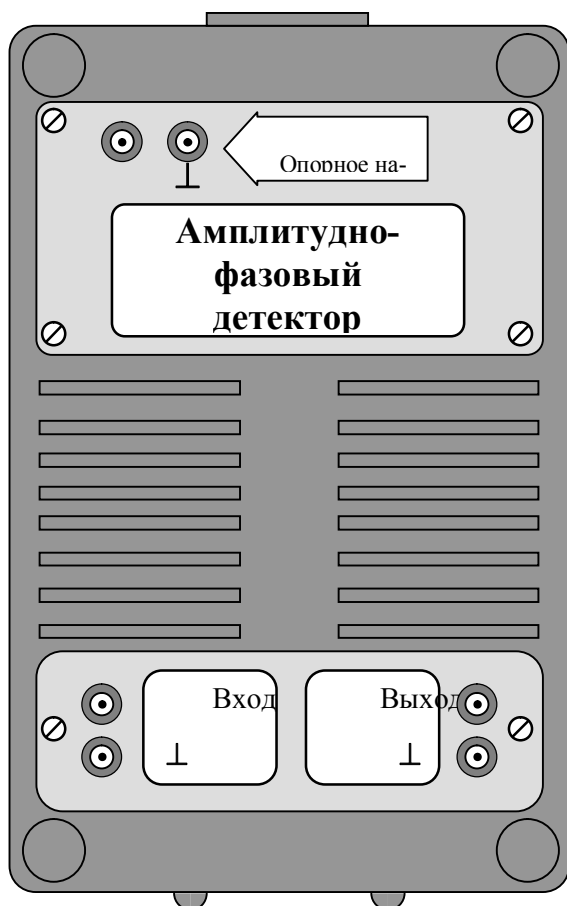 Опорное на-
Амплитудно-
фазовый
детектор
Вход Выход